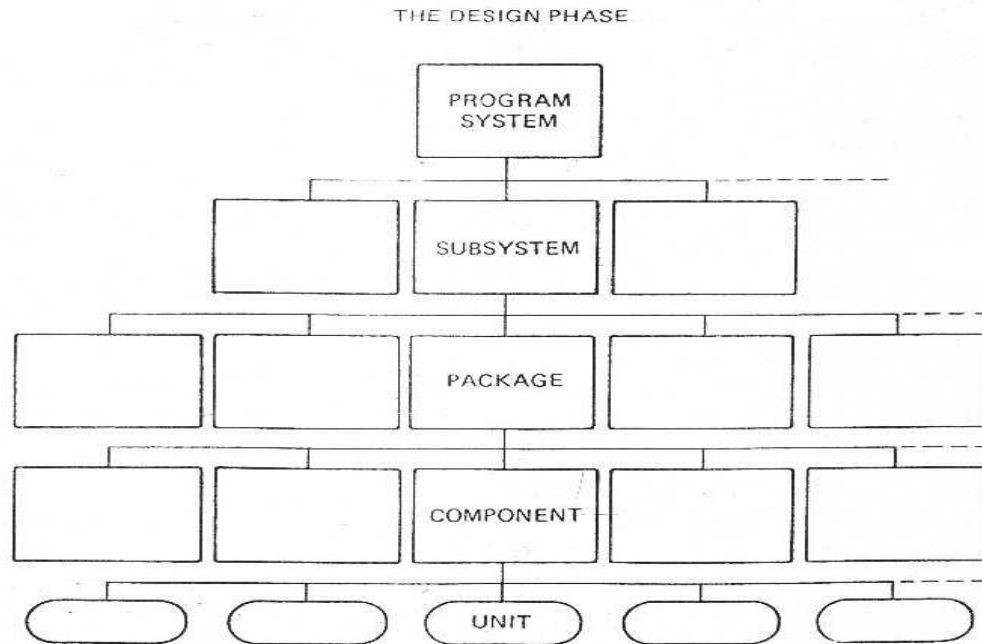 THE DESIGN PHASE
PROGRAM
SYSTEM
SUBSYSTEM
PACKAGE
COMPONENT
UNIT